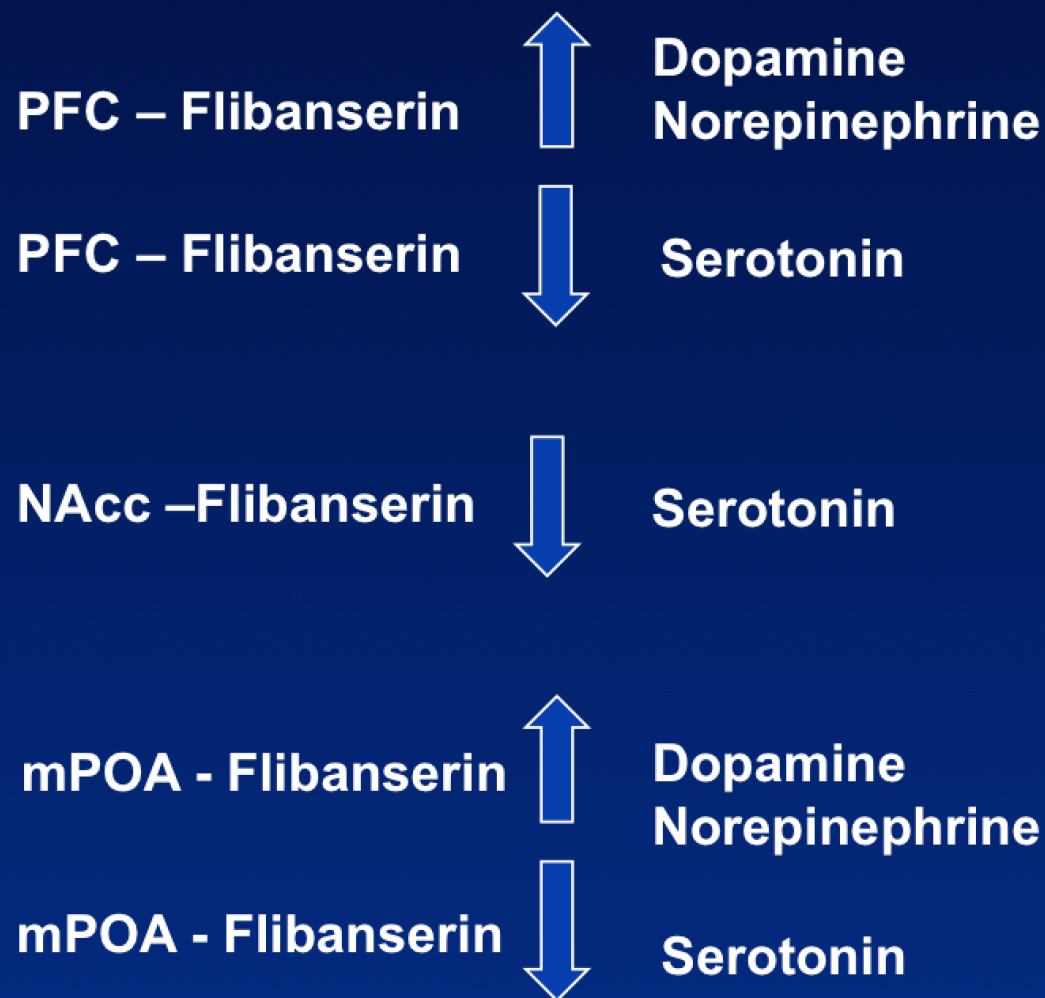 PFC – Flibanserin
Dopamine
Norepinephrine
PFC – Flibanserin
Serotonin
NAcc –Flibanserin
Serotonin
mPOA - Flibanserin
Dopamine
Norepinephrine
mPOA - Flibanserin
Serotonin